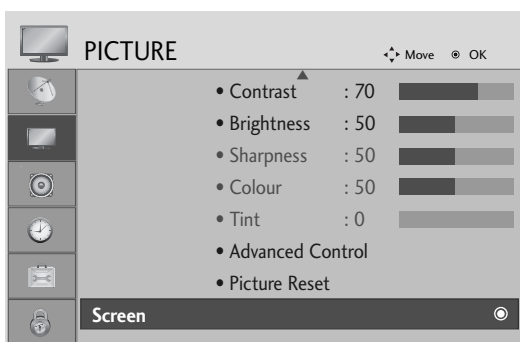 PICTURE Move OK
• Contrast : 70
• Brightness : 50
• Sharpness : 50
• Colour : 50
• Tint : 0
• Advanced Control
• Picture Reset
Screen